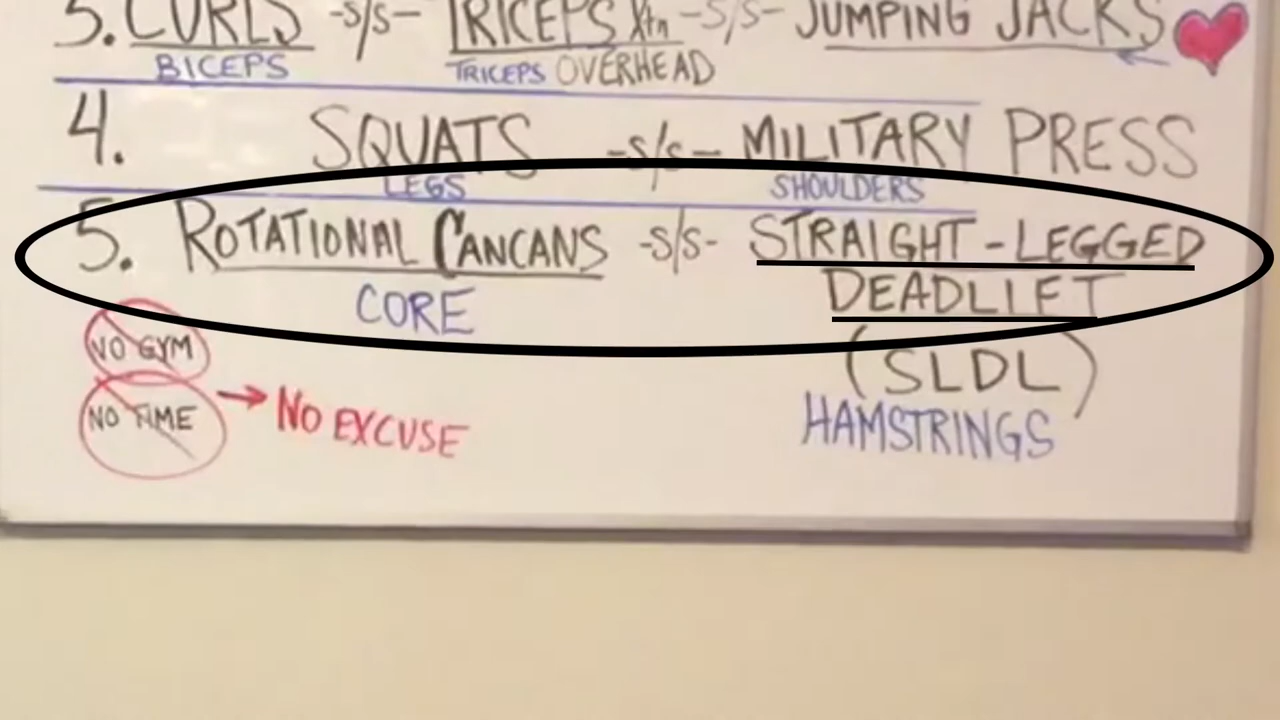 3. CURLS -s/s- TRICEPS Xtn -s/s- JUMPING JACKS
BICEPS TRICEPS OVERHEAD
4. SQUATS -s/s- MILITARY PRESS
LEGS SHOULDERS
5. ROTATIONAL CANCANS -s/s- STRAIGHT-LEGGED
DEADLIFT
CORE
(SLDL)
HAMSTRINGS
NO GYM
NO TIME → NO EXCUSE